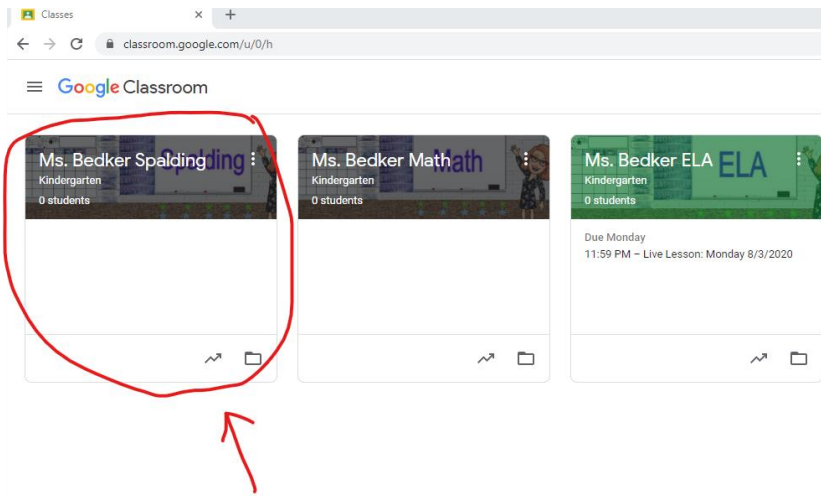 Classes
classroom.google.com/u/0/h
Google Classroom
Ms. Bedker Spalding
Kindergarten
0 students
Spalding
Ms. Bedker Math
Kindergarten
0 students
Math
Ms. Bedker ELA
Kindergarten
0 students
ELA
Due Monday
11:59 PM – Live Lesson: Monday 8/3/2020